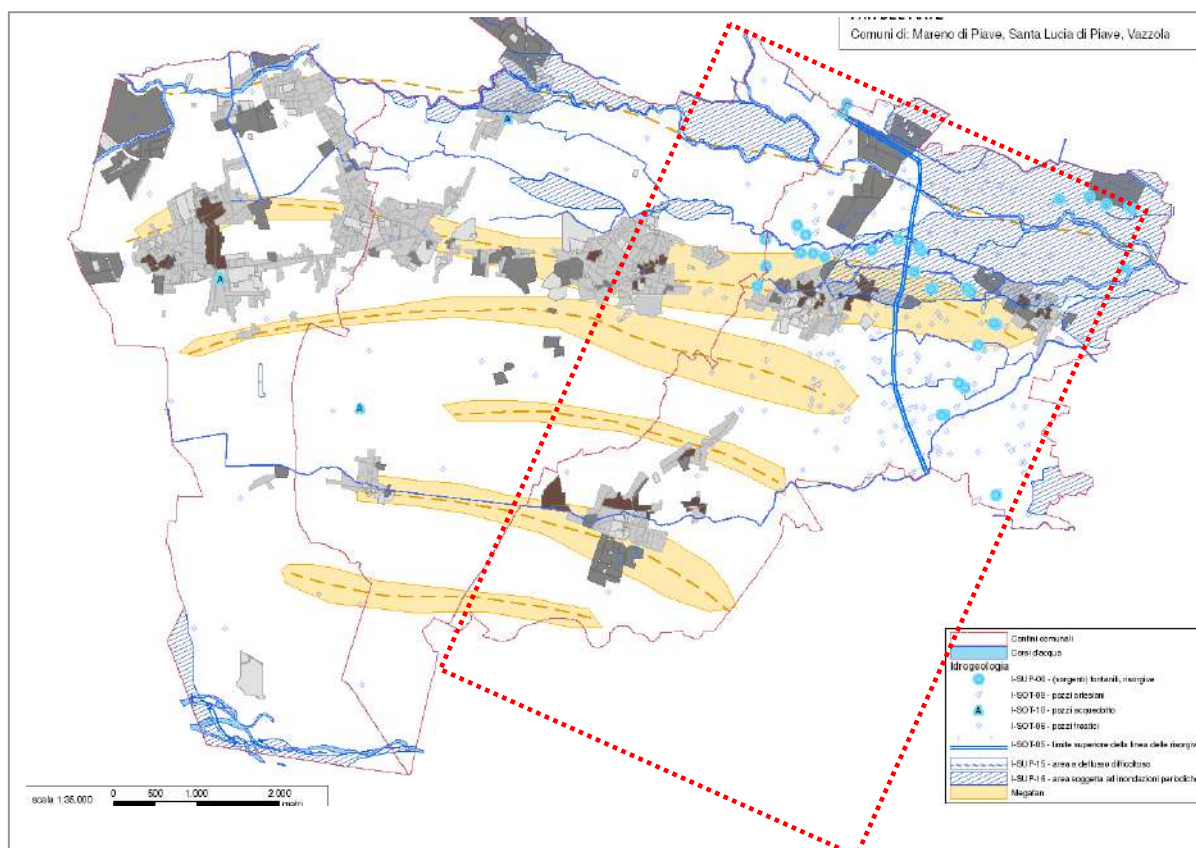 Comuni di: Mareno di Piave, Santa Lucia di Piave, Vazzola
A
A
A
Confini comunali
Corsi d'acqua
Idrogeologia
I-SUP-06 - (sorgenti) fontanili, risorgive
I-SOT-08 - pozzi artesiani
A I-SOT-10 - pozzi acquedotto
I-SOT-06 - pozzi freatici
I-SOT-05 - limite superiore della linea delle risorgive
I-SUP-15 - area a deflusso difficoltoso
I-SUP-16 - area soggetta ad inondazioni periodiche
Megafan
scala 1:35.000 0 500 1.000 2.000
metri